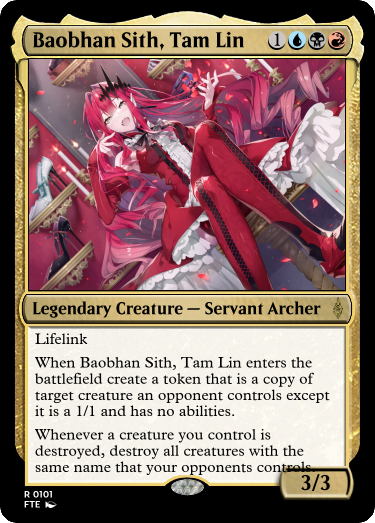 Baobhan Sith, Tam Lin 1
Legendary Creature — Servant Archer
Lifelink
When Baobhan Sith, Tam Lin enters the
battlefield create a token that is a copy of
target creature an opponent controls except
it is a 1/1 and has no abilities.
Whenever a creature you control is
destroyed, destroy all creatures with the
same name that your opponents controls.
3/3
R 0101
FTE